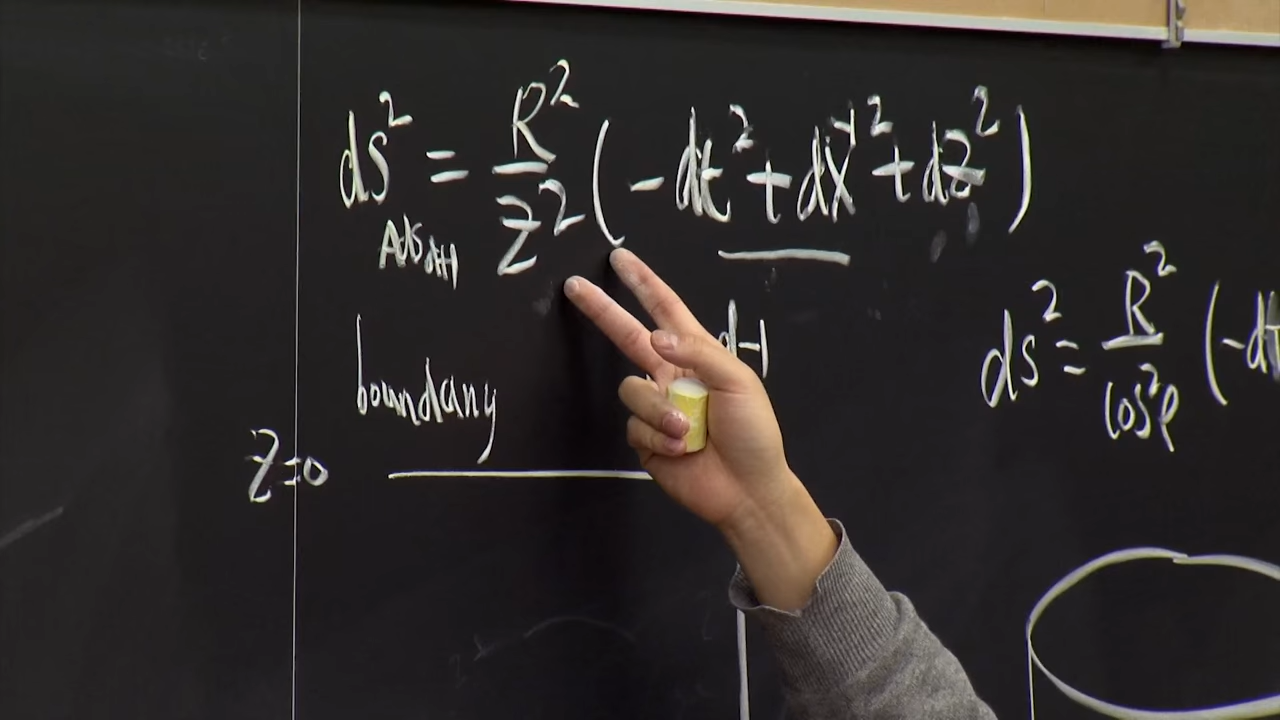 ds² = R²/z² (-dt² + dx⃗² + dz²)
AdS d+1
d-1
boundary
z=0
ds² = R²/cos²ρ (-dt